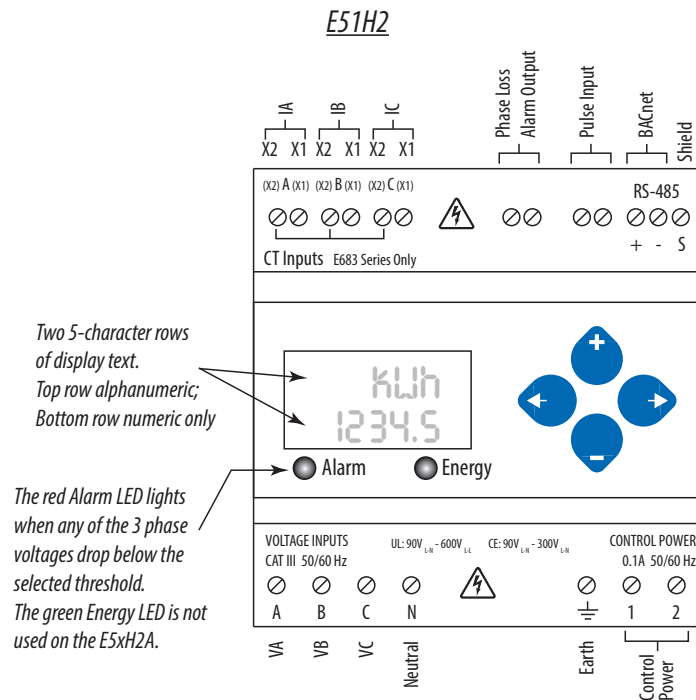 E51H2
IA IB IC
Phase Loss
Alarm Output
Pulse Input
BACnet
Shield
X2 X1 X2 X1 X2 X1
(X2) A (X1) (X2) B (X1) (X2) C (X1)
RS-485
+ - S
CT Inputs E683 Series Only
Two 5-character rows
of display text.
Top row alphanumeric;
Bottom row numeric only
kWh
1234.5
+
-
Alarm
Energy
The red Alarm LED lights
when any of the 3 phase
voltages drop below the
selected threshold.
The green Energy LED is not
used on the E5xH2A.
VOLTAGE INPUTS
CAT III 50/60 Hz
UL: 90V L-N - 600V L-L
CE: 90V L-N - 300V L-N
CONTROL POWER
0.1A 50/60 Hz
A B C N 1 2
VA
VB
VC
Neutral
Earth
Control
Power